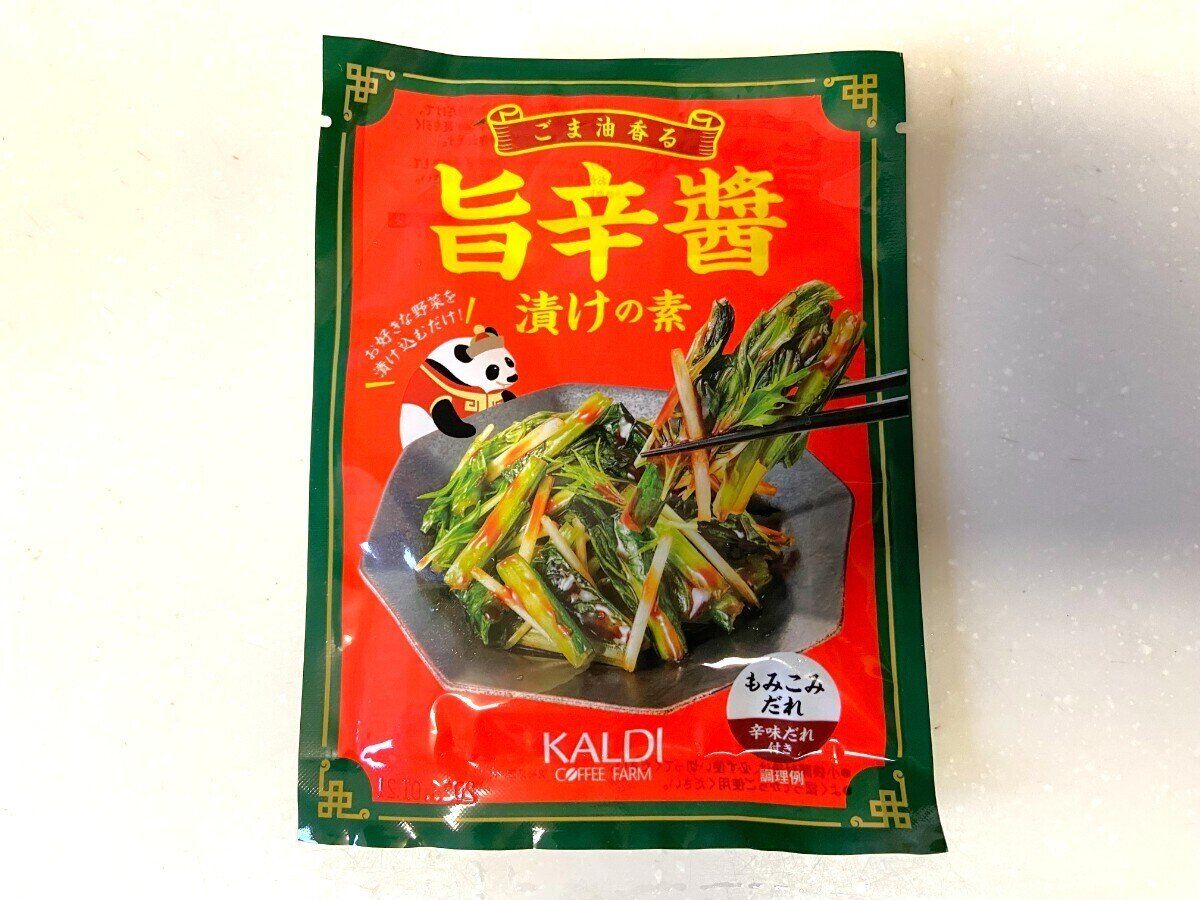 ごま油香る
旨辛醬
漬けの素
お好きな野菜を
漬け込むだけ!
もみこみ
だれ
辛味だれ
付き
KALDI
COFFEE FARM
調理例